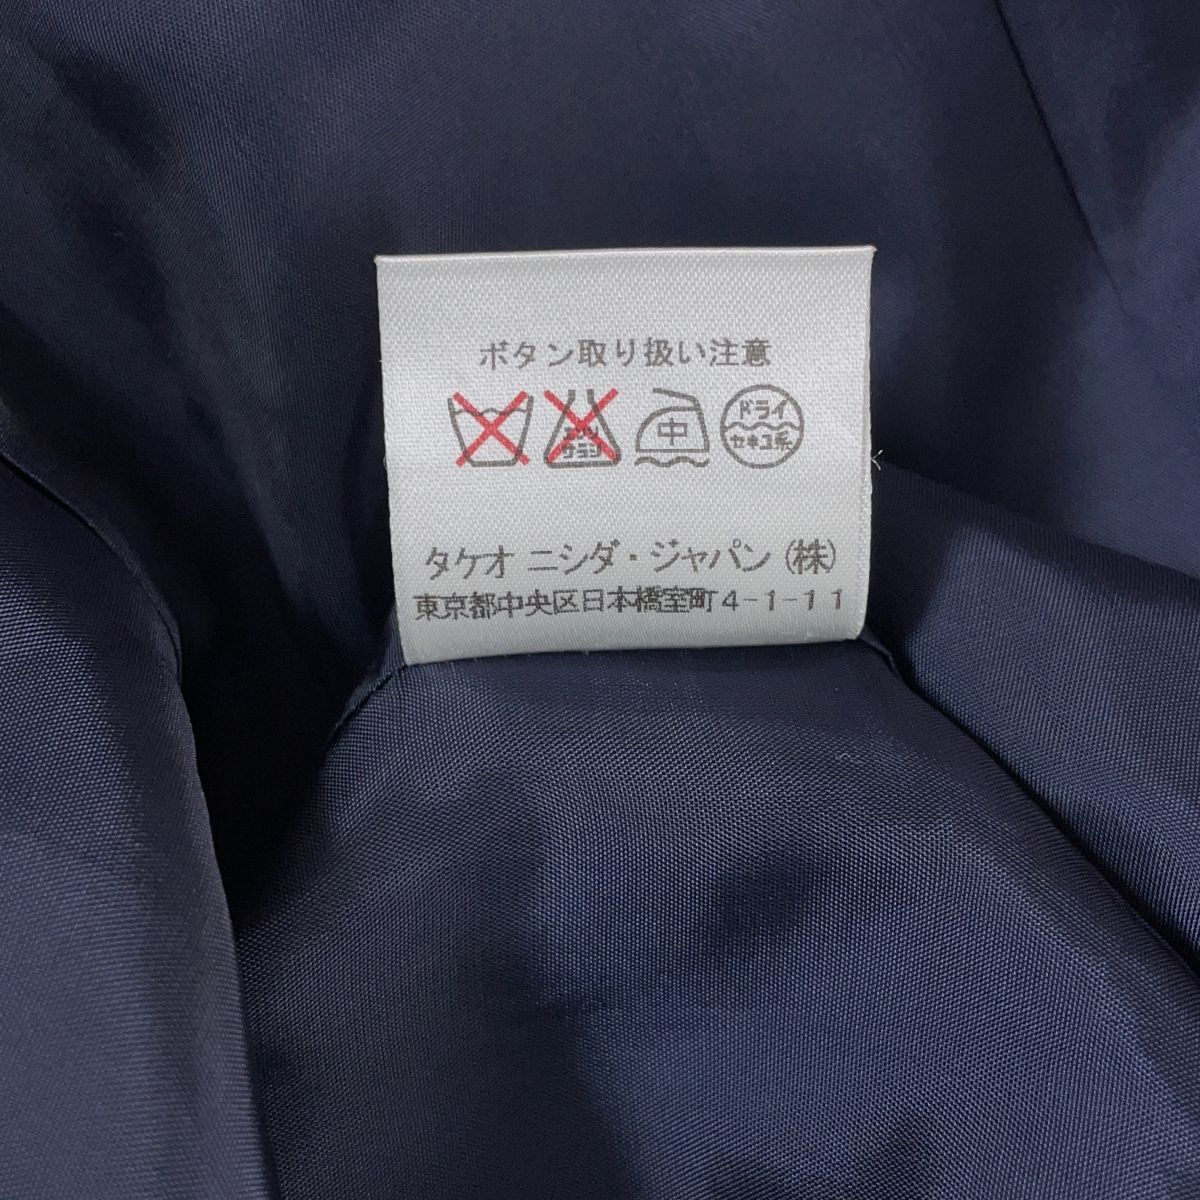 ボタン取り扱い注意
エンソ サラシ 中 ドライ セキユ系
タケオ ニシダ・ジャパン(株)
東京都中央区日本橋室町4-1-11